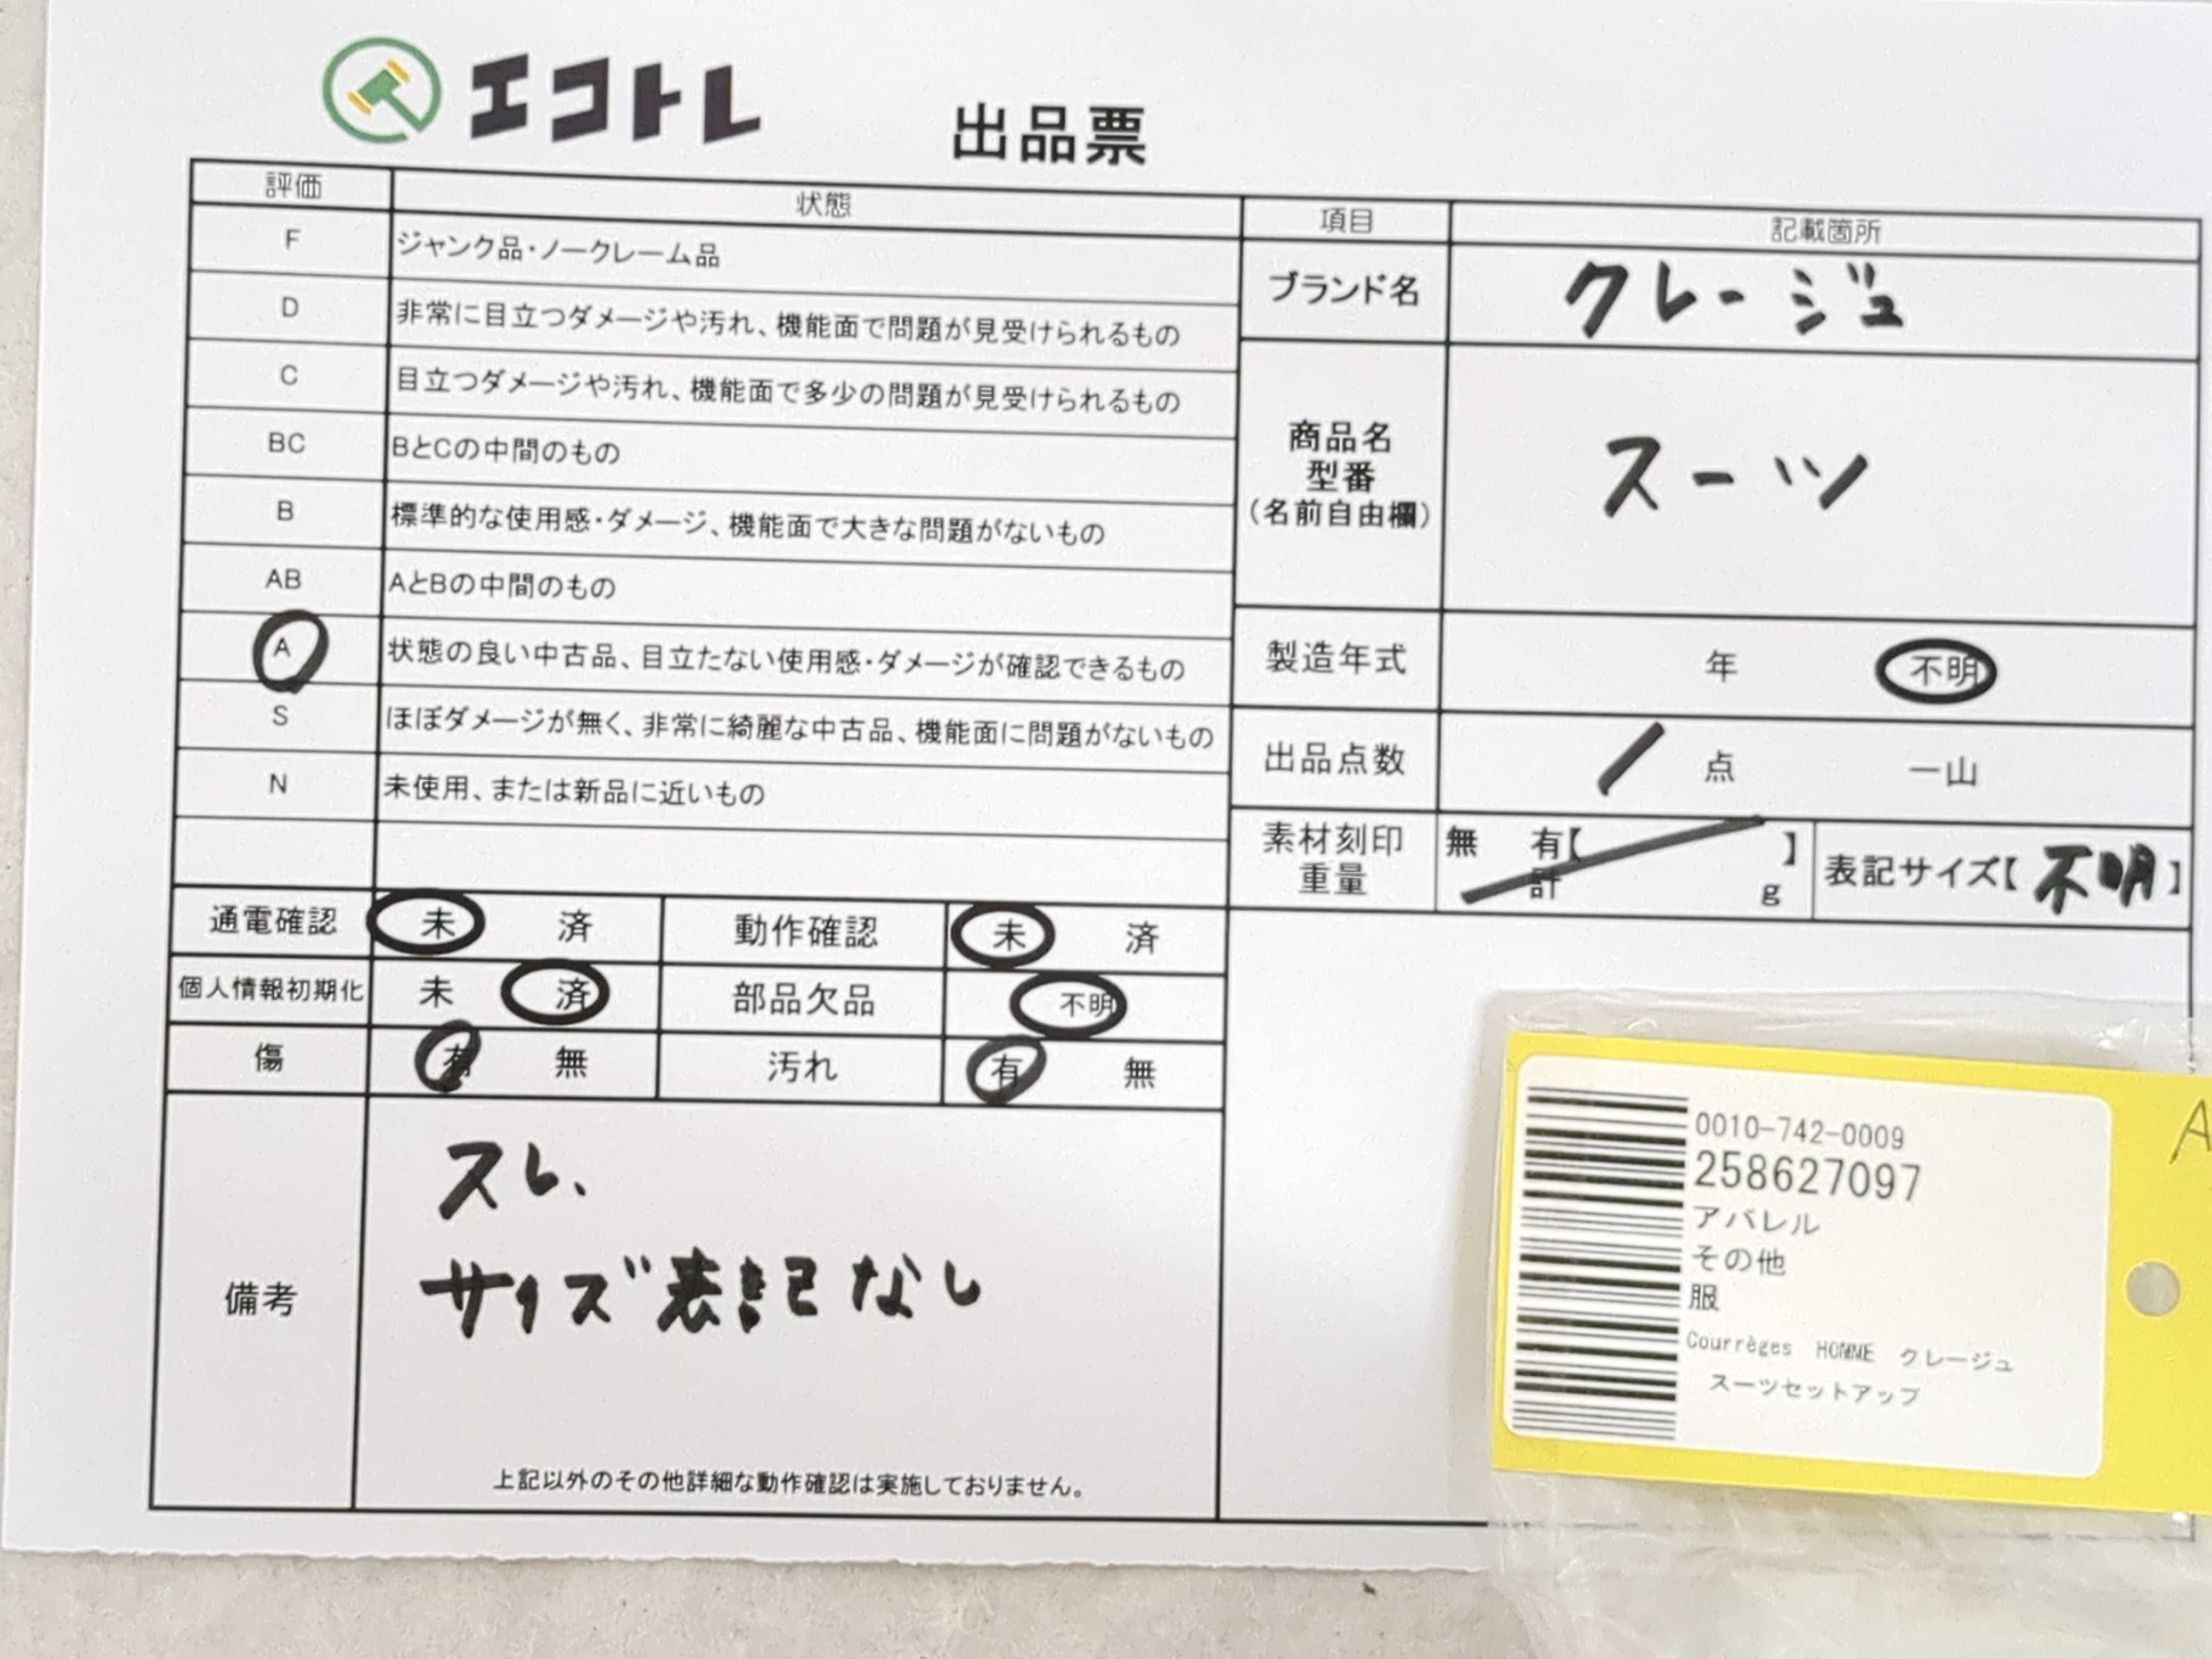 エコトレ
出品票
評価 状態
F ジャンク品・ノークレーム品
D 非常に目立つダメージや汚れ、機能面で問題が見受けられるもの
C 目立つダメージや汚れ、機能面で多少の問題が見受けられるもの
BC BとCの中間のもの
B 標準的な使用感・ダメージ、機能面で大きな問題がないもの
AB AとBの中間のもの
A 状態の良い中古品、目立たない使用感・ダメージが確認できるもの
S ほぼダメージが無く、非常に綺麗な中古品、機能面に問題がないもの
N 未使用、または新品に近いもの
項目 記載箇所
ブランド名 クレージュ
商品名
型番
(名前自由欄)
スーツ
製造年式 年 不明
出品点数 1 点 一山
素材刻印
重量
無 有【 】
計 g
表記サイズ【不明】
通電確認 未 済 動作確認 未 済
個人情報初期化 未 済 部品欠品 不明
傷 有 無 汚れ 有 無
備考
スレ、
サイズ表記なし
上記以外のその他詳細な動作確認は実施しておりません。
A
0010-742-0009
258627097
アパレル
その他
服
Courrèges HOMME クレージュ
スーツセットアップ